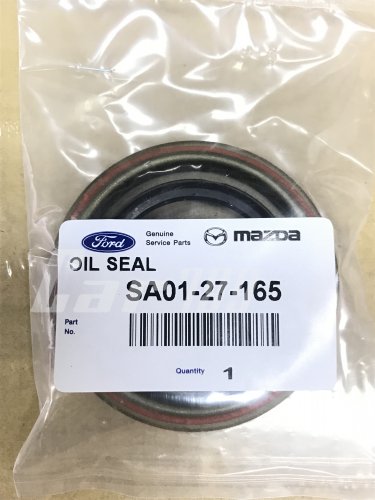 Ford Genuine Service Parts mazda
OIL SEAL
SA01-27-165
Part No.
Quantity 1